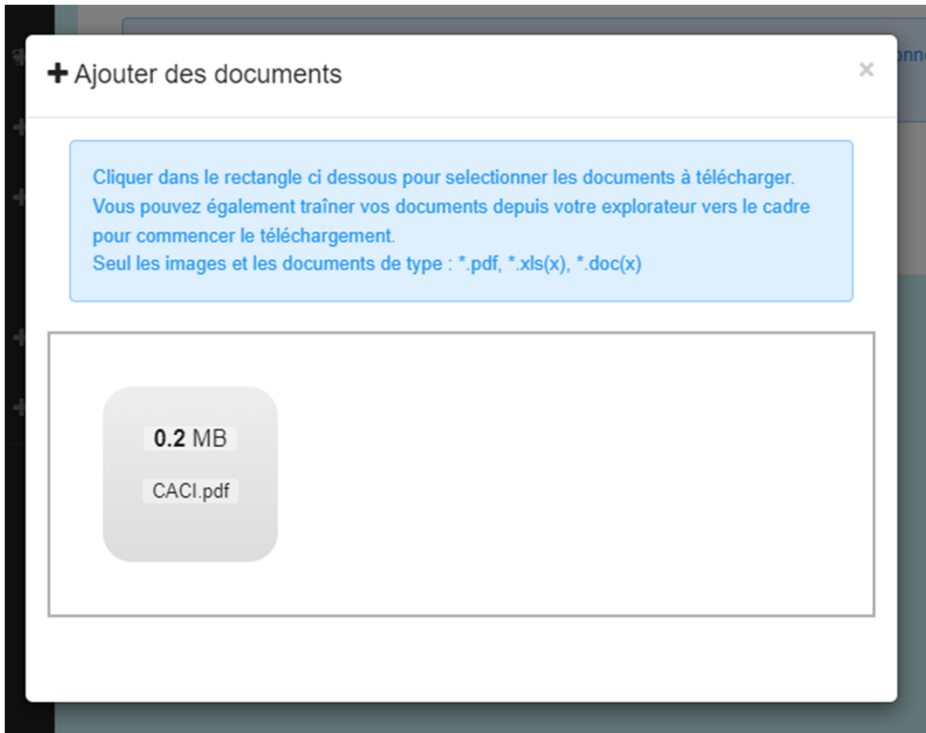 Ajouter des documents
×
Cliquer dans le rectangle ci dessous pour selectionner les documents à télécharger.
Vous pouvez également traîner vos documents depuis votre explorateur vers le cadre
pour commencer le téléchargement.
Seul les images et les documents de type : *.pdf, *.xls(x), *.doc(x)
0.2 MB
CACI.pdf